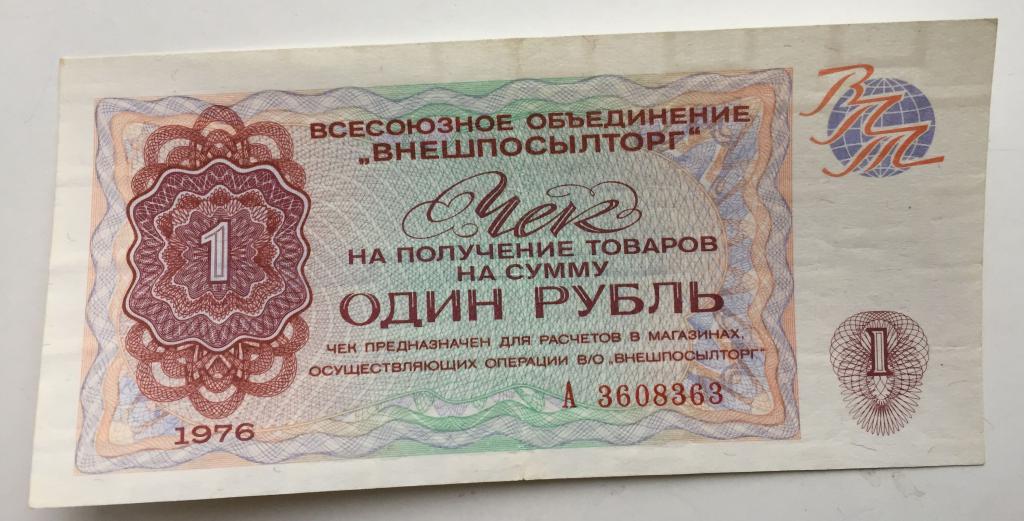 ВПТ
ВСЕСОЮЗНОЕ ОБЪЕДИНЕНИЕ
„ВНЕШПОСЫЛТОРГ“
Чек
НА ПОЛУЧЕНИЕ ТОВАРОВ
НА СУММУ
ОДИН РУБЛЬ
ЧЕК ПРЕДНАЗНАЧЕН ДЛЯ РАСЧЕТОВ В МАГАЗИНАХ,
ОСУЩЕСТВЛЯЮЩИХ ОПЕРАЦИИ В/О „ВНЕШПОСЫЛТОРГ“
А 3608363
1
1976
1